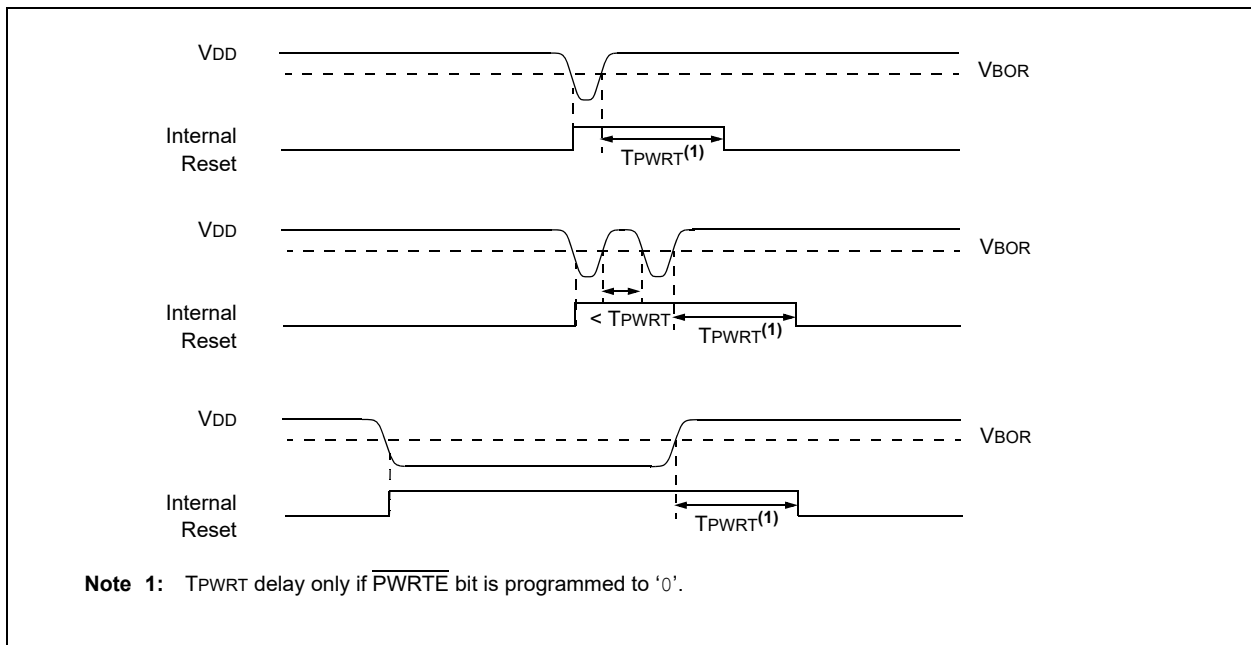 VDD
VBOR
Internal
Reset
TPWRT(1)
VDD
VBOR
Internal
Reset
< TPWRT
TPWRT(1)
VDD
VBOR
Internal
Reset
TPWRT(1)
Note 1: TPWRT delay only if PWRTE bit is programmed to ‘0’.